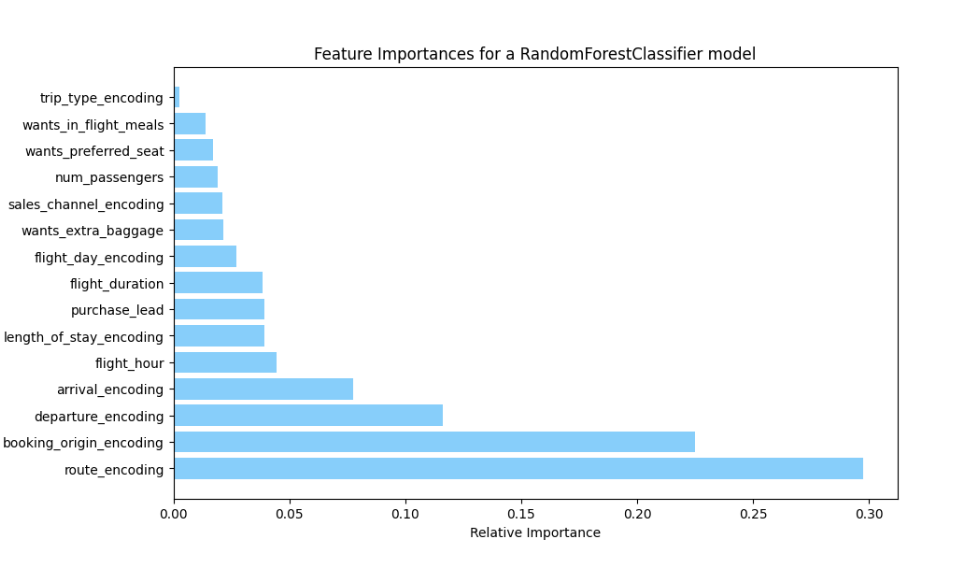 Feature Importances for a RandomForestClassifier model
trip_type_encoding
wants_in_flight_meals
wants_preferred_seat
num_passengers
sales_channel_encoding
wants_extra_baggage
flight_day_encoding
flight_duration
purchase_lead
length_of_stay_encoding
flight_hour
arrival_encoding
departure_encoding
booking_origin_encoding
route_encoding
0.00 0.05 0.10 0.15 0.20 0.25 0.30
Relative Importance